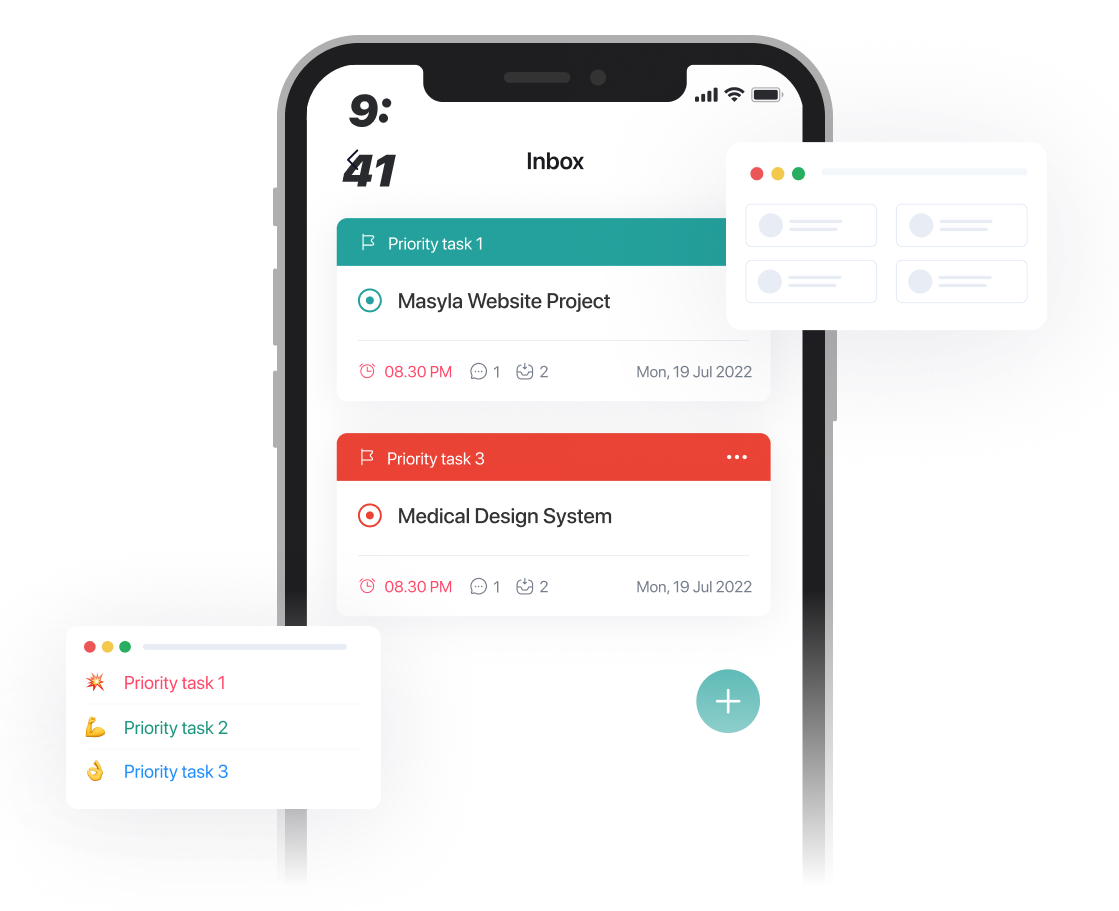 9:
41
Inbox
Priority task 1
Masyla Website Project
08.30 PM 1 2 Mon, 19 Jul 2022
Priority task 3
Medical Design System
08.30 PM 1 2 Mon, 19 Jul 2022
Priority task 1
Priority task 2
Priority task 3